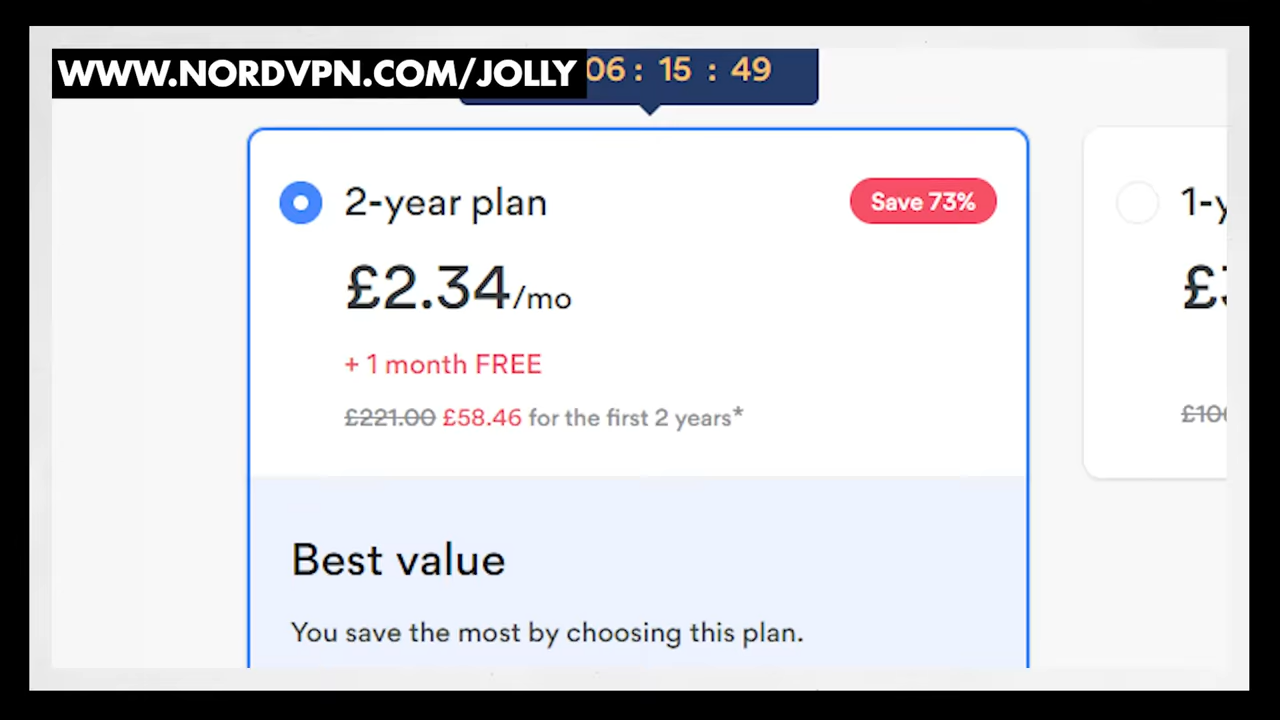 WWW.NORDVPN.COM/JOLLY 06 : 15 : 49
2-year plan
Save 73%
£2.34/mo
+ 1 month FREE
£221.00 £58.46 for the first 2 years*
Best value
You save the most by choosing this plan.